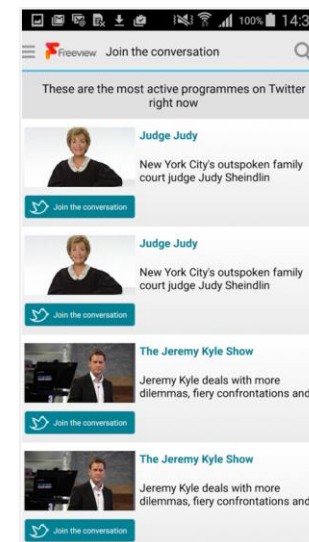 100% 14:3
Freeview Join the conversation
These are the most active programmes on Twitter
right now
Judge Judy
New York City's outspoken family
court judge Judy Sheindlin
Join the conversation
Judge Judy
New York City's outspoken family
court judge Judy Sheindlin
Join the conversation
The Jeremy Kyle Show
Jeremy Kyle deals with more
dilemmas, fiery confrontations and
Join the conversation
The Jeremy Kyle Show
Jeremy Kyle deals with more
dilemmas, fiery confrontations and
Join the conversation